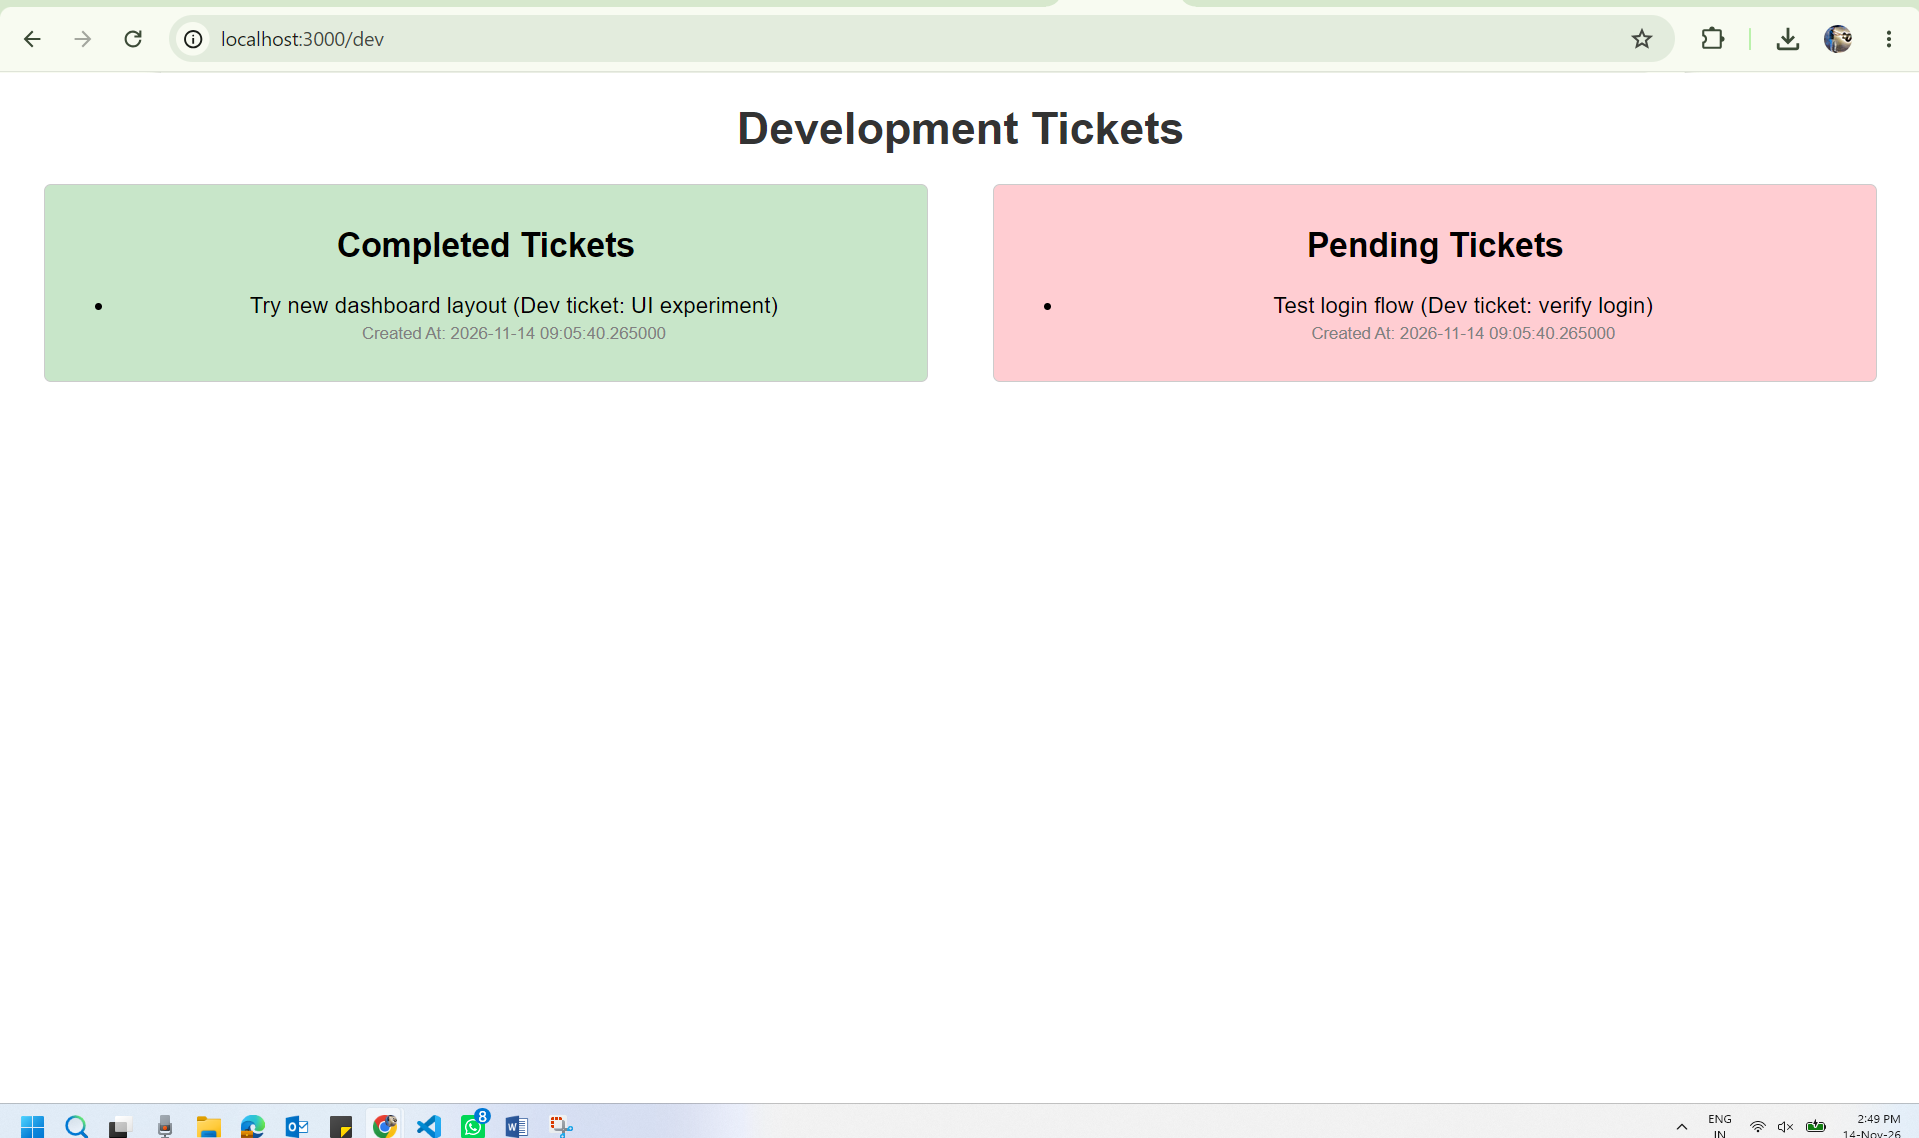 localhost:3000/dev
Development Tickets
Completed Tickets
• Try new dashboard layout (Dev ticket: UI experiment)
Created At: 2026-11-14 09:05:40.265000
Pending Tickets
• Test login flow (Dev ticket: verify login)
Created At: 2026-11-14 09:05:40.265000
8
ENG
IN
2:49 PM
14-Nov-26